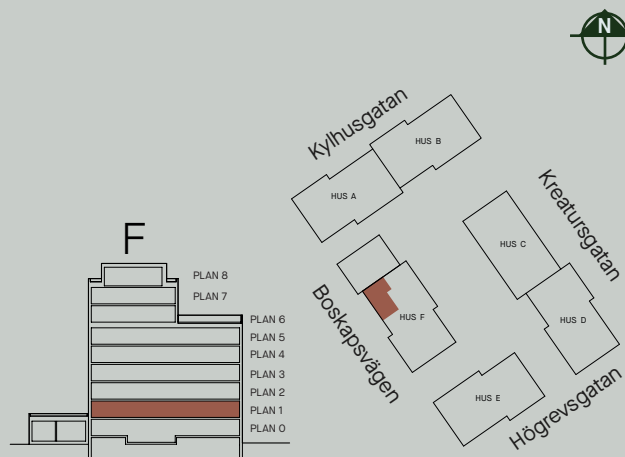 N
Kylhusgatan
HUS B
HUS A
Kreatursgatan
HUS C
F
PLAN 8
PLAN 7
Boskapsvägen
HUS F
HUS D
PLAN 6
PLAN 5
PLAN 4
PLAN 3
PLAN 2
PLAN 1
PLAN 0
HUS E
Högrevsgatan